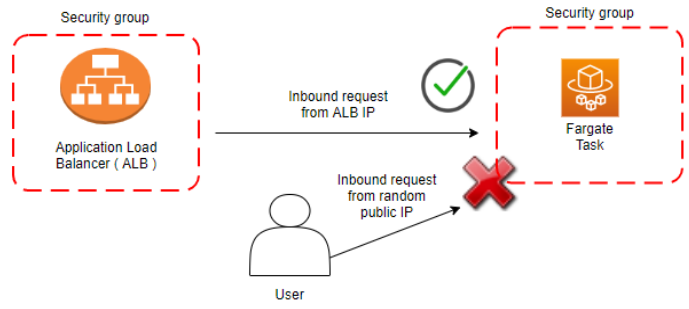 Security group
Security group
Inbound request
from ALB IP
Application Load
Balancer ( ALB )
Fargate
Task
Inbound request
from random
public IP
User